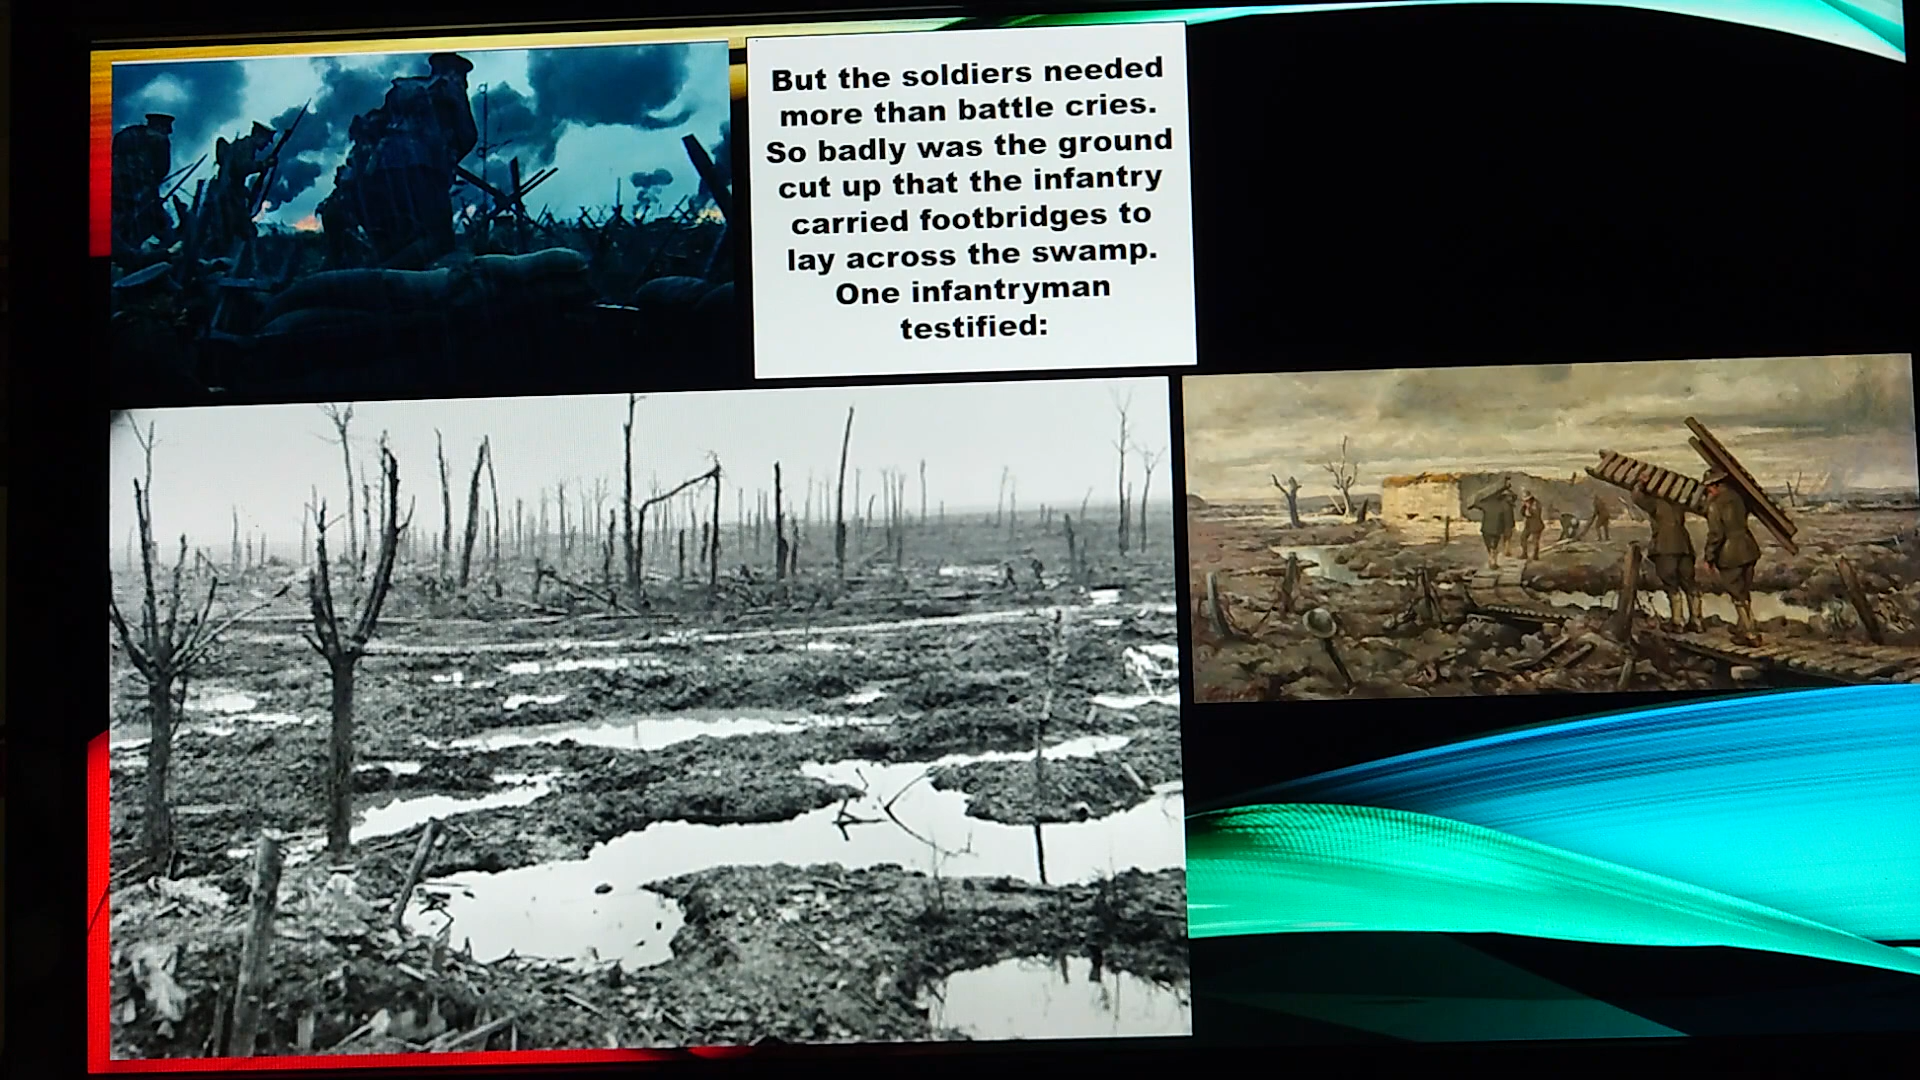 But the soldiers needed
more than battle cries.
So badly was the ground
cut up that the infantry
carried footbridges to
lay across the swamp.
One infantryman
testified: